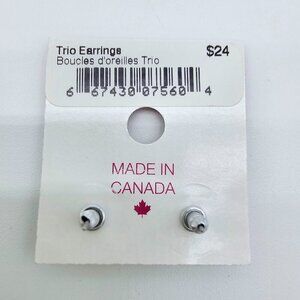 Trio Earrings $24
Boucles d'oreilles Trio
6 67430 07560 4
MADE IN
CANADA